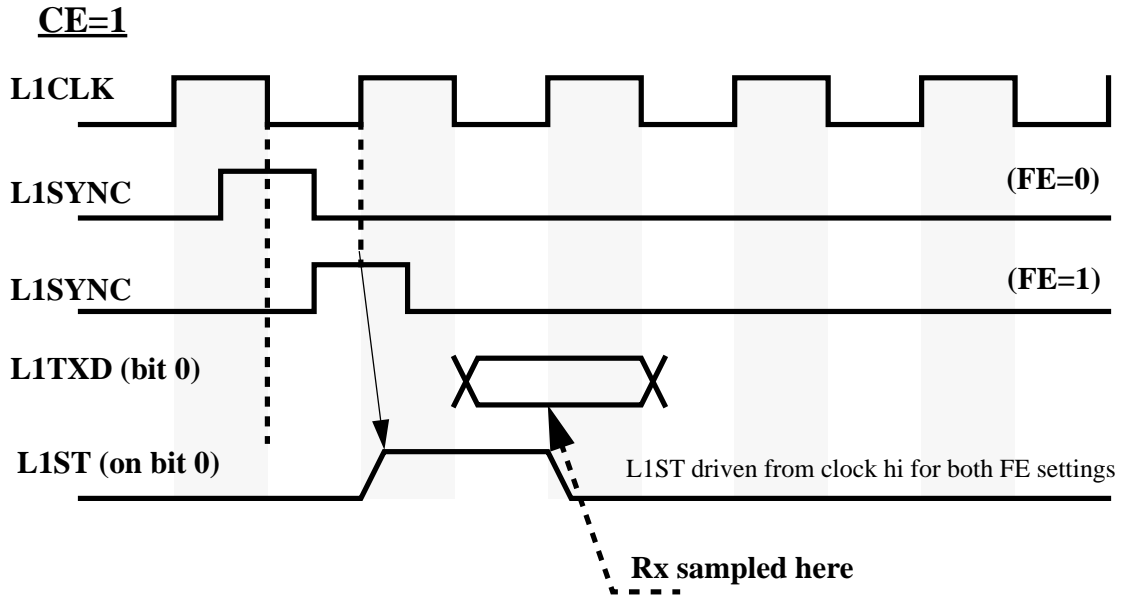 CE=1
L1CLK
L1SYNC
(FE=0)
L1SYNC
(FE=1)
L1TXD (bit 0)
L1ST (on bit 0)
L1ST driven from clock hi for both FE settings
Rx sampled here